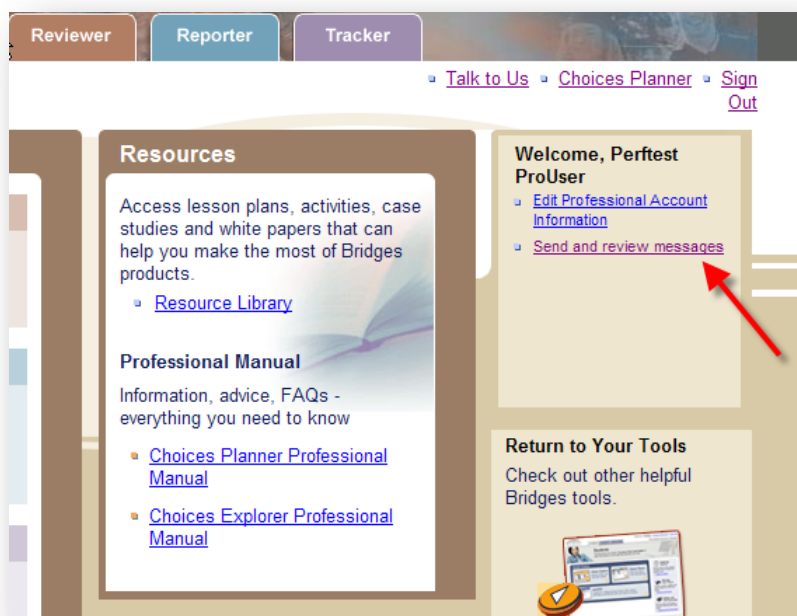 Reviewer
Reporter
Tracker
Talk to Us
Choices Planner
Sign
Out
Resources
Access lesson plans, activities, case
studies and white papers that can
help you make the most of Bridges
products.
Resource Library
Professional Manual
Information, advice, FAQs -
everything you need to know
Choices Planner Professional
Manual
Choices Explorer Professional
Manual
Welcome, Perftest
ProUser
Edit Professional Account
Information
Send and review messages
Return to Your Tools
Check out other helpful
Bridges tools.